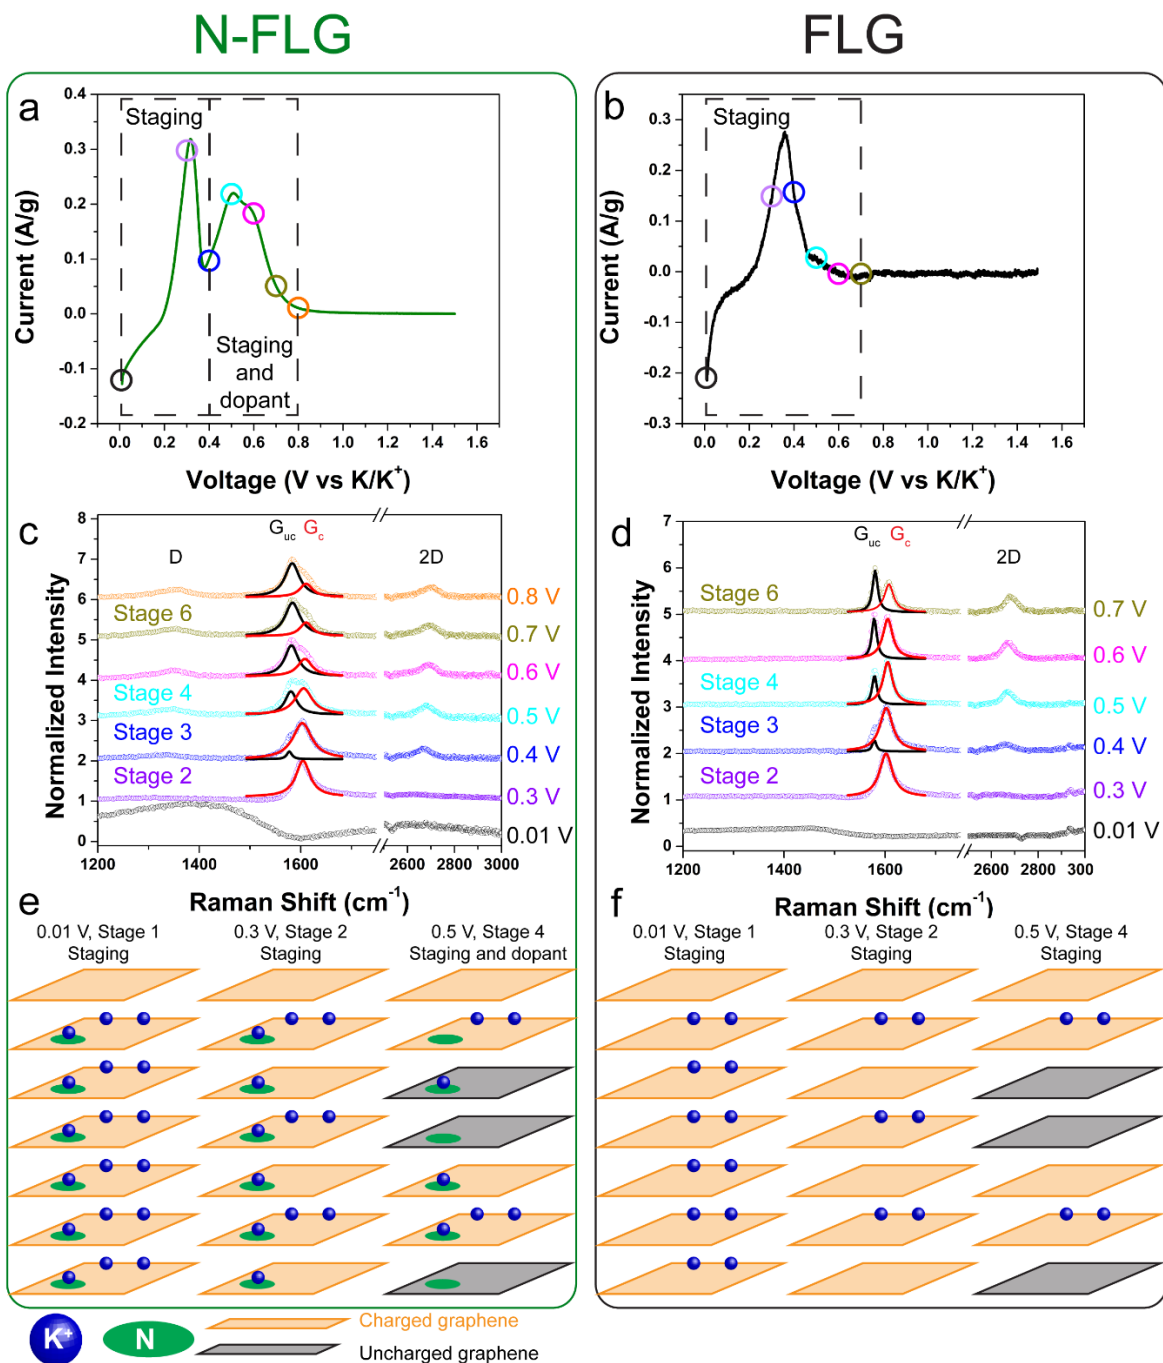 N-FLG
FLG
a
0.4
0.3
0.2
0.1
0.0
-0.1
-0.2
Current (A/g)
Staging
Staging
and
dopant
0.0 0.2 0.4 0.6 0.8 1.0 1.2 1.4 1.6
Voltage (V vs K/K⁺)
b
0.3
0.2
0.1
0.0
-0.1
-0.2
-0.3
Current (A/g)
Staging
0.0 0.2 0.4 0.6 0.8 1.0 1.2 1.4 1.6
Voltage (V vs K/K⁺)
c
8
7
6
5
4
3
2
1
0
Normalized Intensity
D
G_uc G_c
2D
0.8 V
Stage 6
0.7 V
0.6 V
Stage 4
0.5 V
Stage 3
0.4 V
Stage 2
0.3 V
0.01 V
1200 1400 1600 2500 2600 2800 3000
Raman Shift (cm⁻¹)
d
7
6
5
4
3
2
1
0
Normalized Intensity
G_uc G_c
2D
Stage 6
0.7 V
0.6 V
Stage 4
0.5 V
Stage 3
0.4 V
Stage 2
0.3 V
0.01 V
1200 1400 1600 2500 2600 2800 300
Raman Shift (cm⁻¹)
e
0.01 V, Stage 1
Staging
0.3 V, Stage 2
Staging
0.5 V, Stage 4
Staging and dopant
f
0.01 V, Stage 1
Staging
0.3 V, Stage 2
Staging
0.5 V, Stage 4
Staging
K⁺
N
Charged graphene
Uncharged graphene